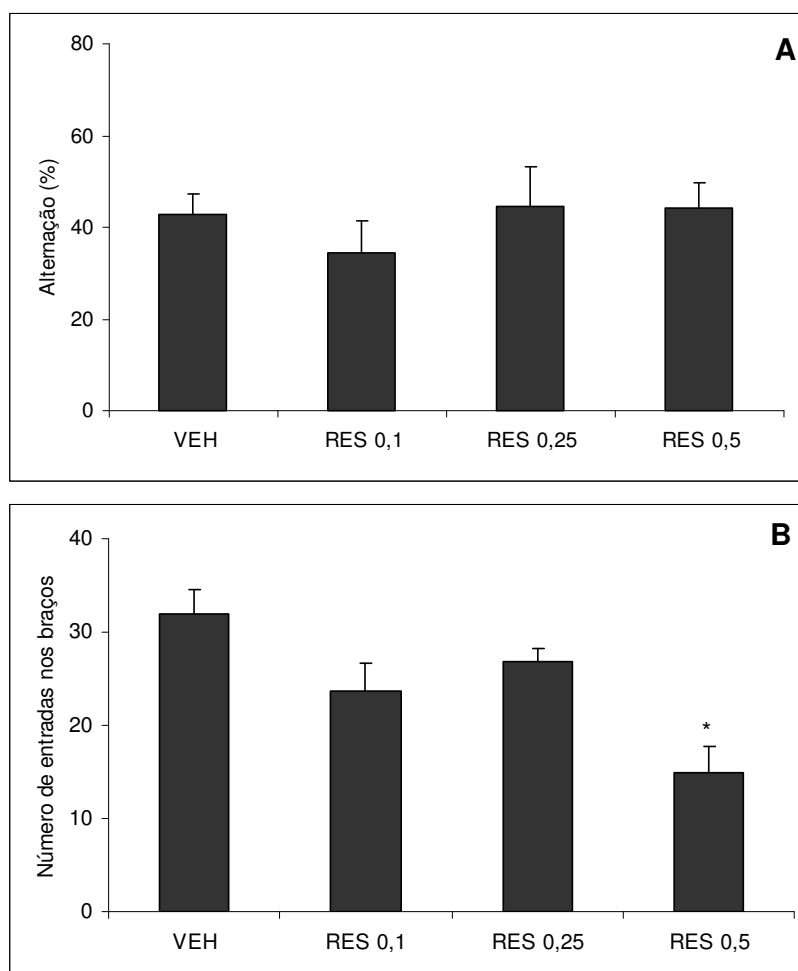 A
Alternação (%)
80
60
40
20
0
VEH RES 0,1 RES 0,25 RES 0,5
B
Número de entradas nos braços
40
30
20
10
0
*
VEH RES 0,1 RES 0,25 RES 0,5